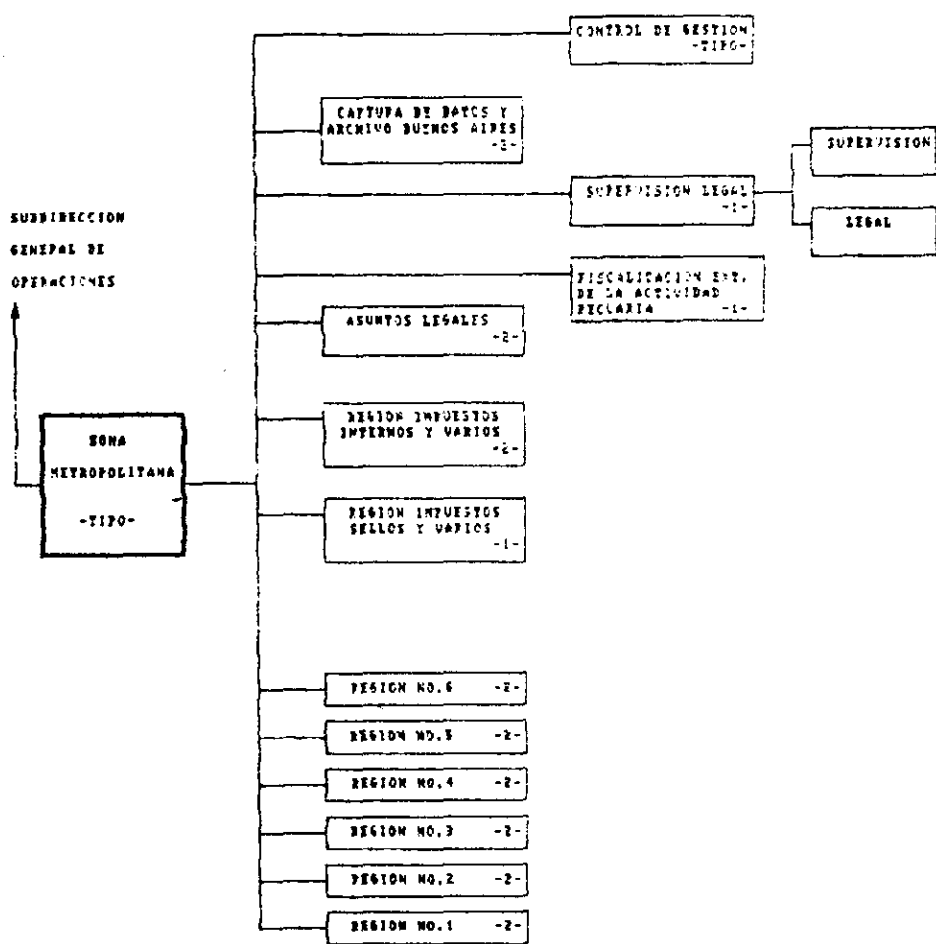 CONTROL DE GESTION
-TIPO-
CAPTURA DE DATOS Y
ARCHIVO BUENOS AIRES
-2-
SUPERVISION LEGAL
-1-
SUPERVISION
LEGAL
SUBDIRECCION
GENERAL DE
OPERACIONES
FISCALIZACION EXT.
DE LA ACTIVIDAD
PECUARIA -1-
ASUNTOS LEGALES
-2-
REGION IMPUESTOS
INTERNOS Y VARIOS
-2-
ZONA
METROPOLITANA
-TIPO-
REGION IMPUESTOS
SELLOS Y VARIOS
-1-
REGION NO.6 -2-
REGION NO.5 -2-
REGION NO.4 -2-
REGION NO.3 -2-
REGION NO.2 -2-
REGION NO.1 -2-